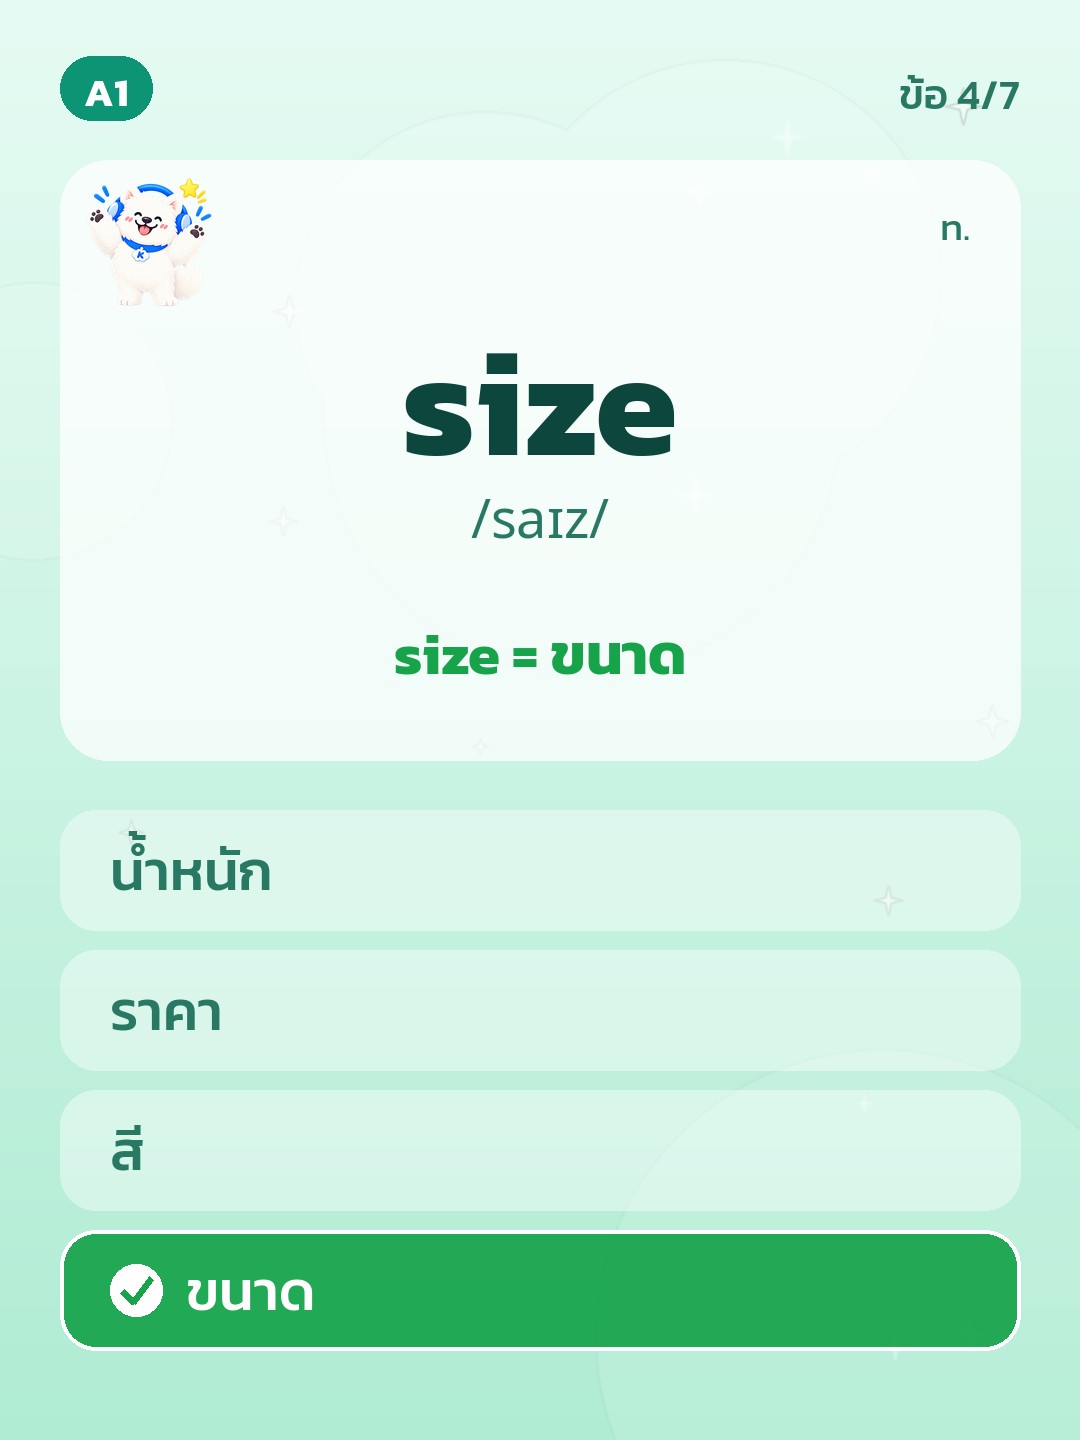 A1
ข้อ 4/7
n.
size
/saɪz/
size = ขนาด
น้ำหนัก
ราคา
สี
ขนาด